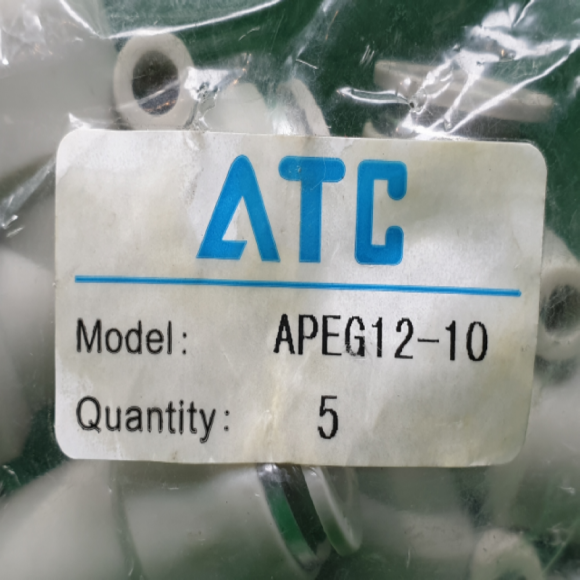 ATC
Model: APEG12-10
Quantity: 5